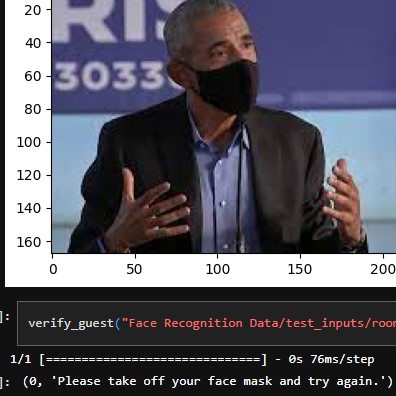 20
RIS
40
60
3033
80
100
120
140
160
0 50 100 150 200
]:
verify_guest("Face Recognition Data/test_inputs/roor
1/1 [==============================] - 0s 76ms/step
]: (0, 'Please take off your face mask and try again.')